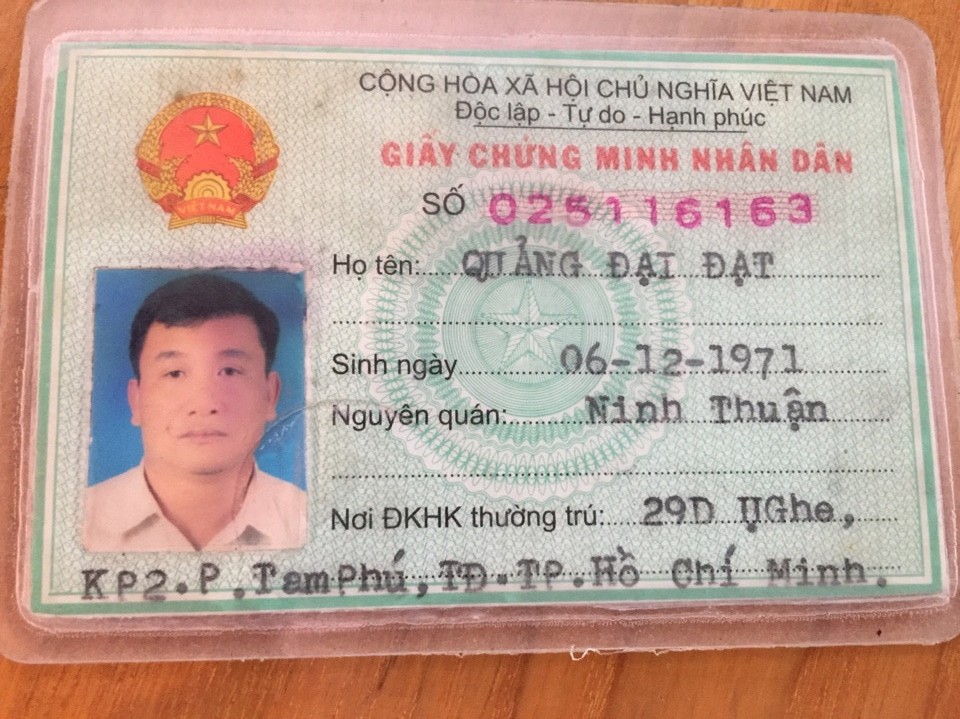 CỘNG HÒA XÃ HỘI CHỦ NGHĨA VIỆT NAM
Độc lập - Tự do - Hạnh phúc
GIẤY CHỨNG MINH NHÂN DÂN
VIỆT NAM
SỐ 025116163
Họ tên: QUẢNG ĐẠI ĐẠT
Sinh ngày 06-12-1971
Nguyên quán: Ninh Thuận
Nơi ĐKHK thường trú: 29D ỤGhe,
KP2.P.TamPhú,TĐ.TP.Hồ Chí Minh.